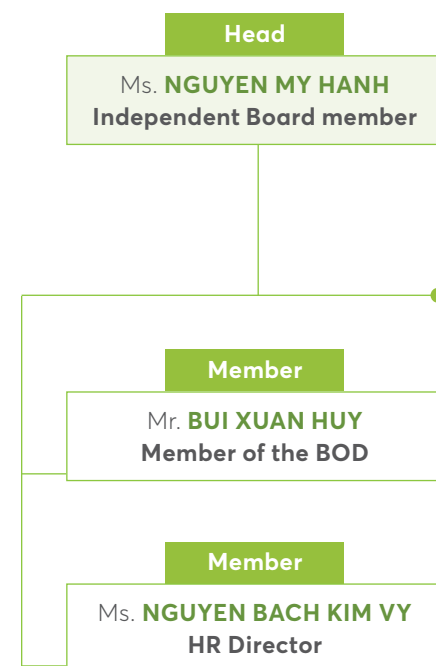 Head
Ms. NGUYEN MY HANH
Independent Board member
Member
Mr. BUI XUAN HUY
Member of the BOD
Member
Ms. NGUYEN BACH KIM VY
HR Director